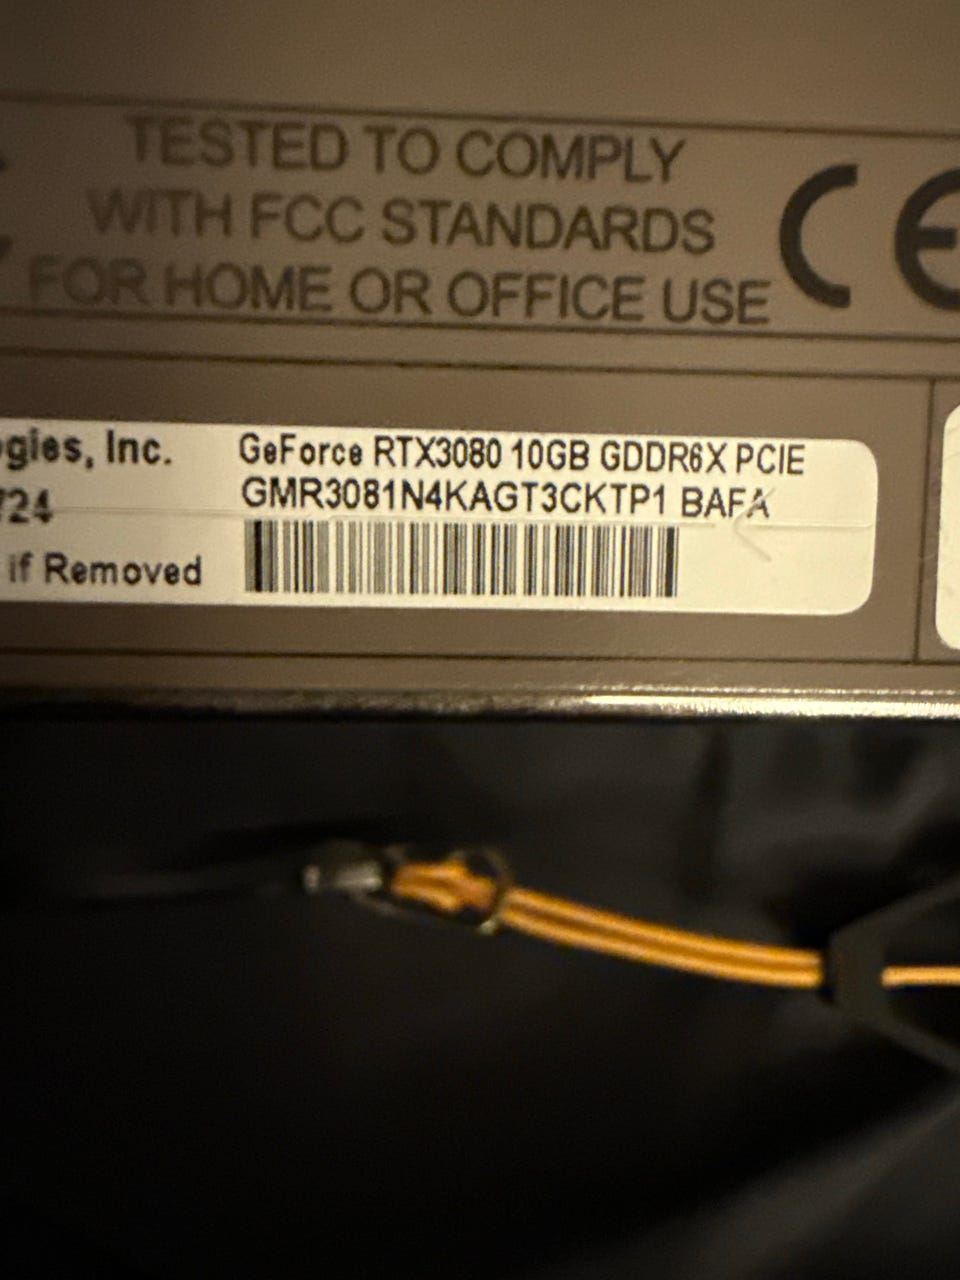 TESTED TO COMPLY
WITH FCC STANDARDS
FOR HOME OR OFFICE USE
CE
gies, Inc.
724
if Removed
GeForce RTX3080 10GB GDDR6X PCIE
GMR3081N4KAGT3CKTP1 BAFA